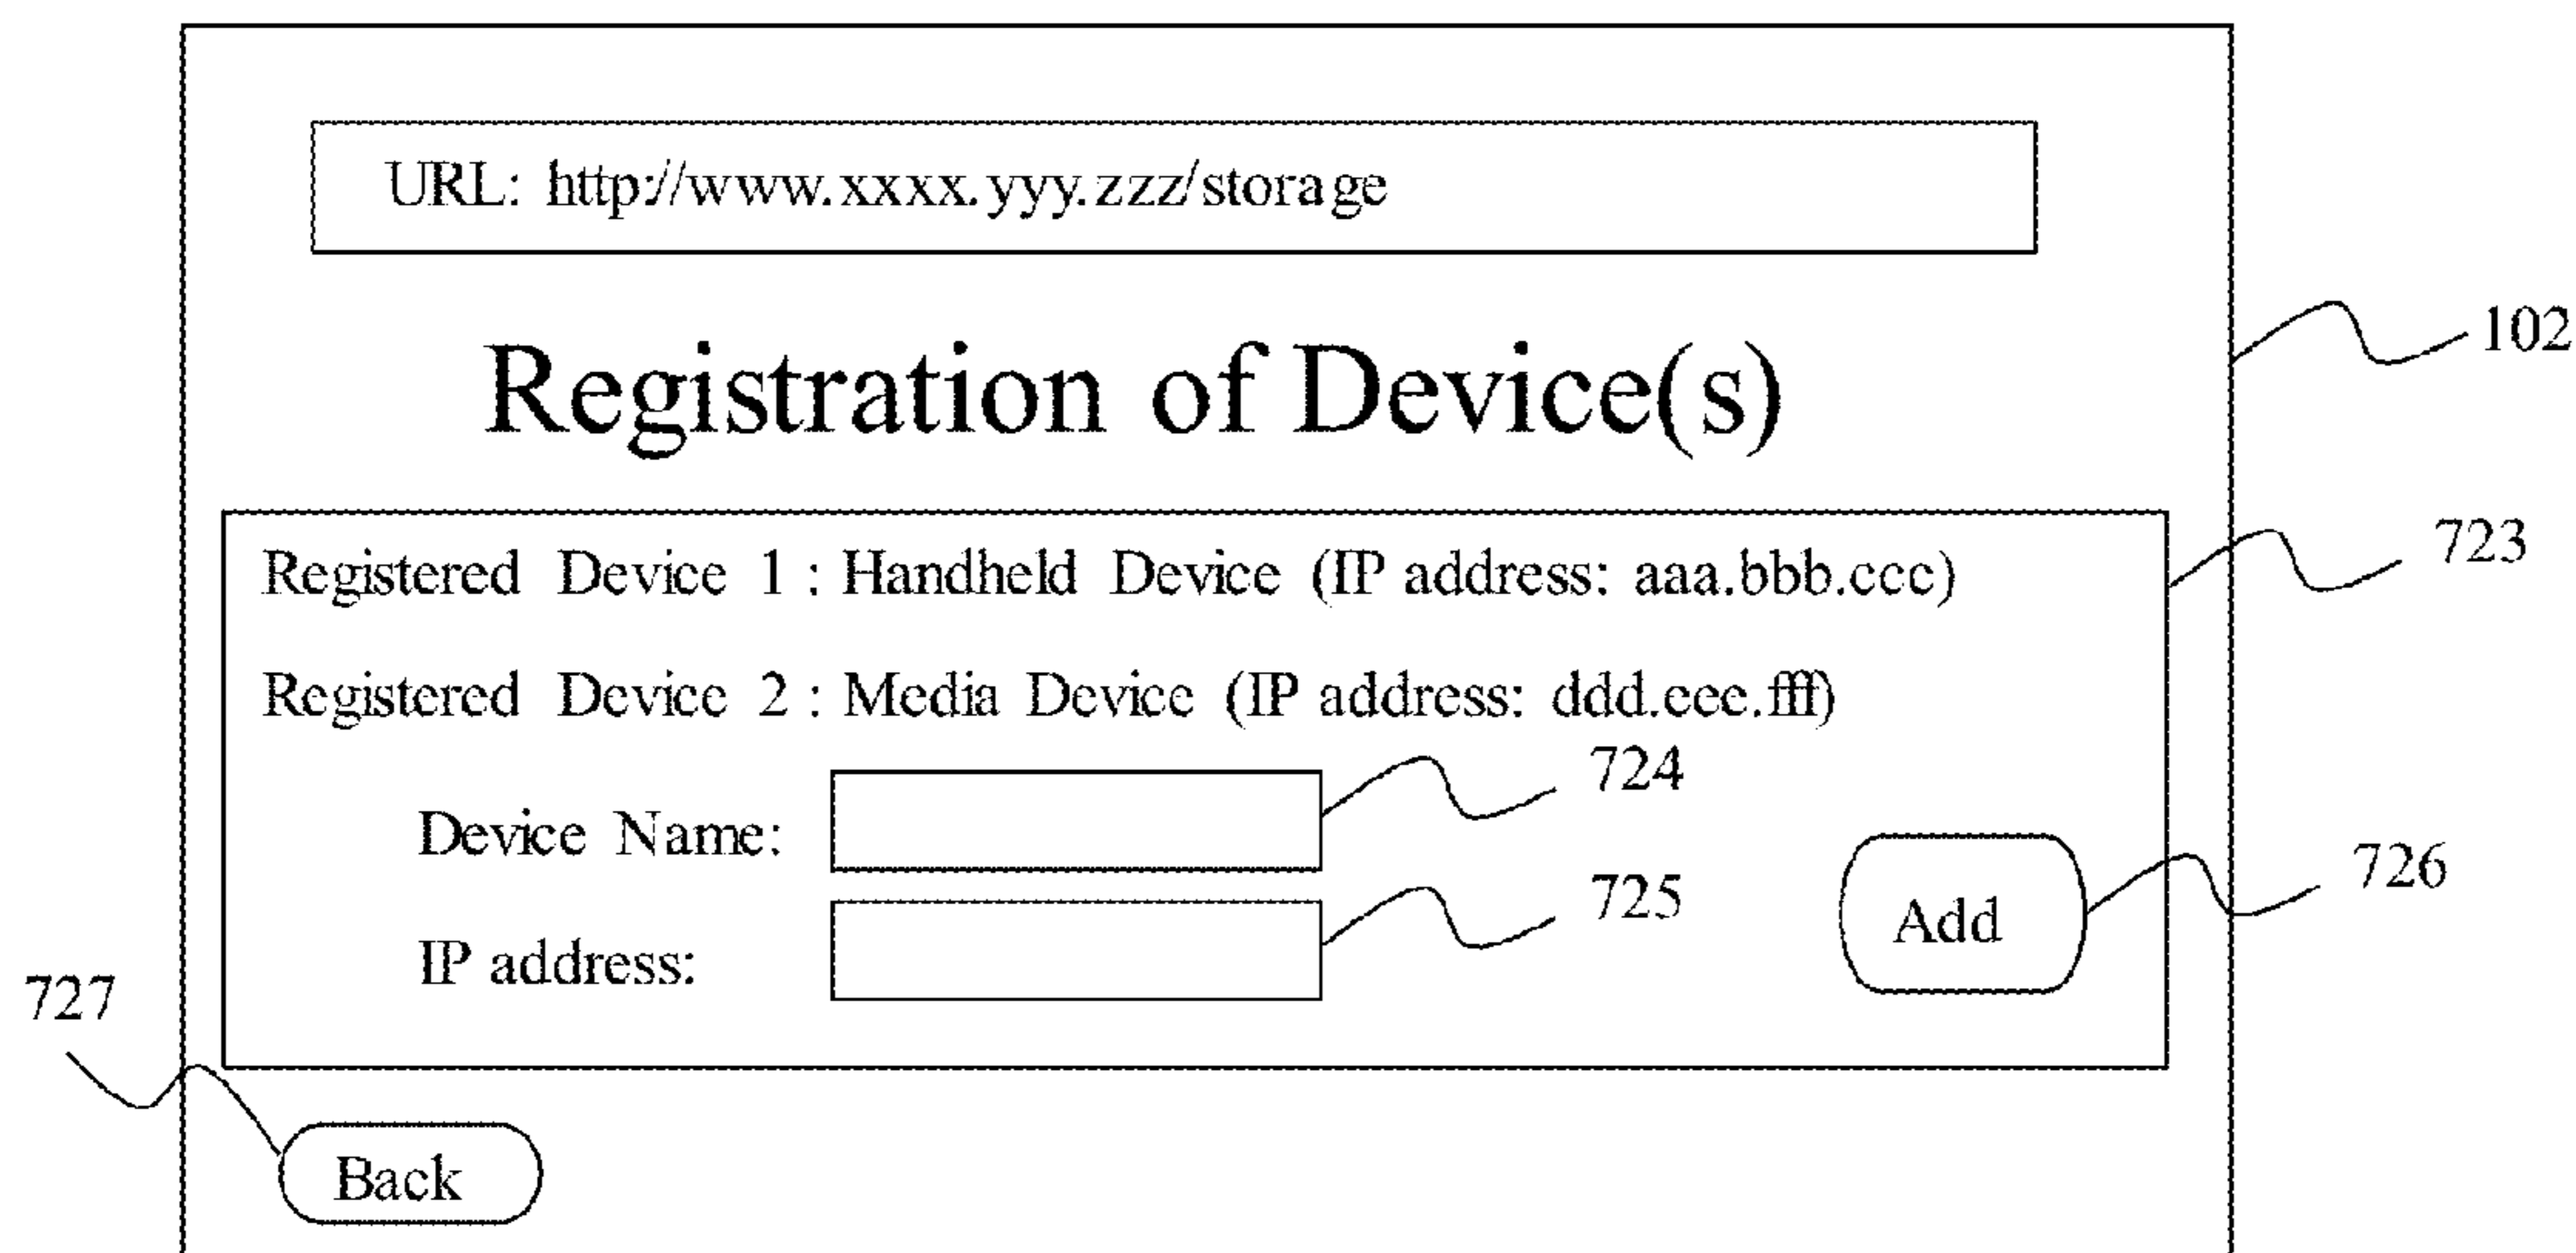 URL: http://www.xxxx.yyy.zzz/storage
102
Registration of Device(s)
723
Registered Device 1 : Handheld Device (IP address: aaa.bbb.ccc)
Registered Device 2 : Media Device (IP address: ddd.eee.fff)
724
Device Name:
725
726
Add
IP address:
727
Back